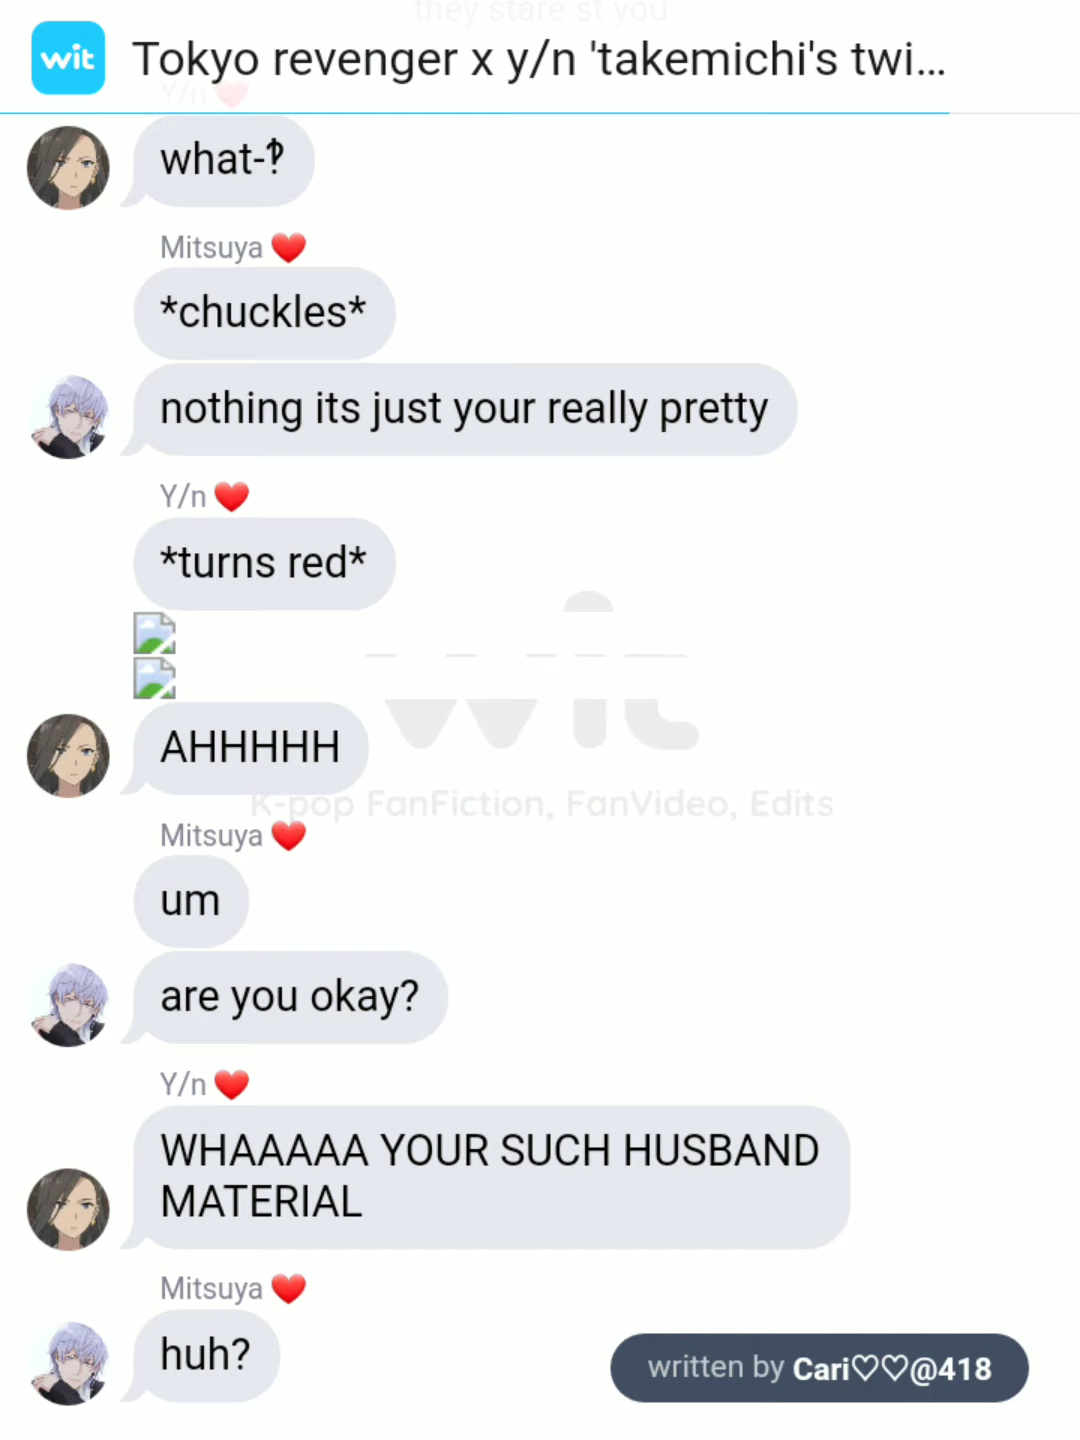 they stare st you
wit
Tokyo revenger x y/n 'takemichi's twi...
Y/n ❤️
what-‽
Mitsuya ❤️
*chuckles*
nothing its just your really pretty
Y/n ❤️
*turns red*
wit
AHHHHH
K-pop FanFiction, FanVideo, Edits
Mitsuya ❤️
um
are you okay?
Y/n ❤️
WHAAAAA YOUR SUCH HUSBAND
MATERIAL
Mitsuya ❤️
huh?
written by Cari♡♡@418